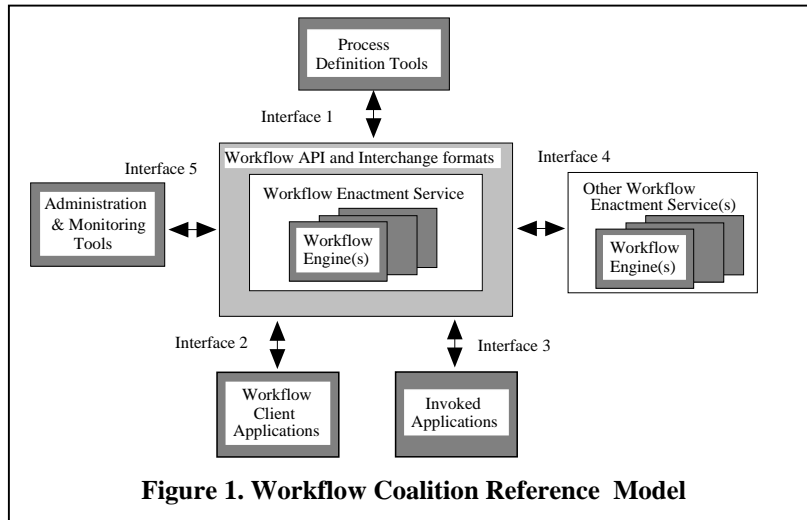 Process
Definition Tools
Interface 1
Workflow API and Interchange formats
Interface 4
Interface 5
Workflow Enactment Service
Other Workflow
Enactment Service(s)
Administration
& Monitoring
Tools
Workflow
Engine(s)
Workflow
Engine(s)
Interface 2
Interface 3
Workflow
Client
Applications
Invoked
Applications
Figure 1. Workflow Coalition Reference Model